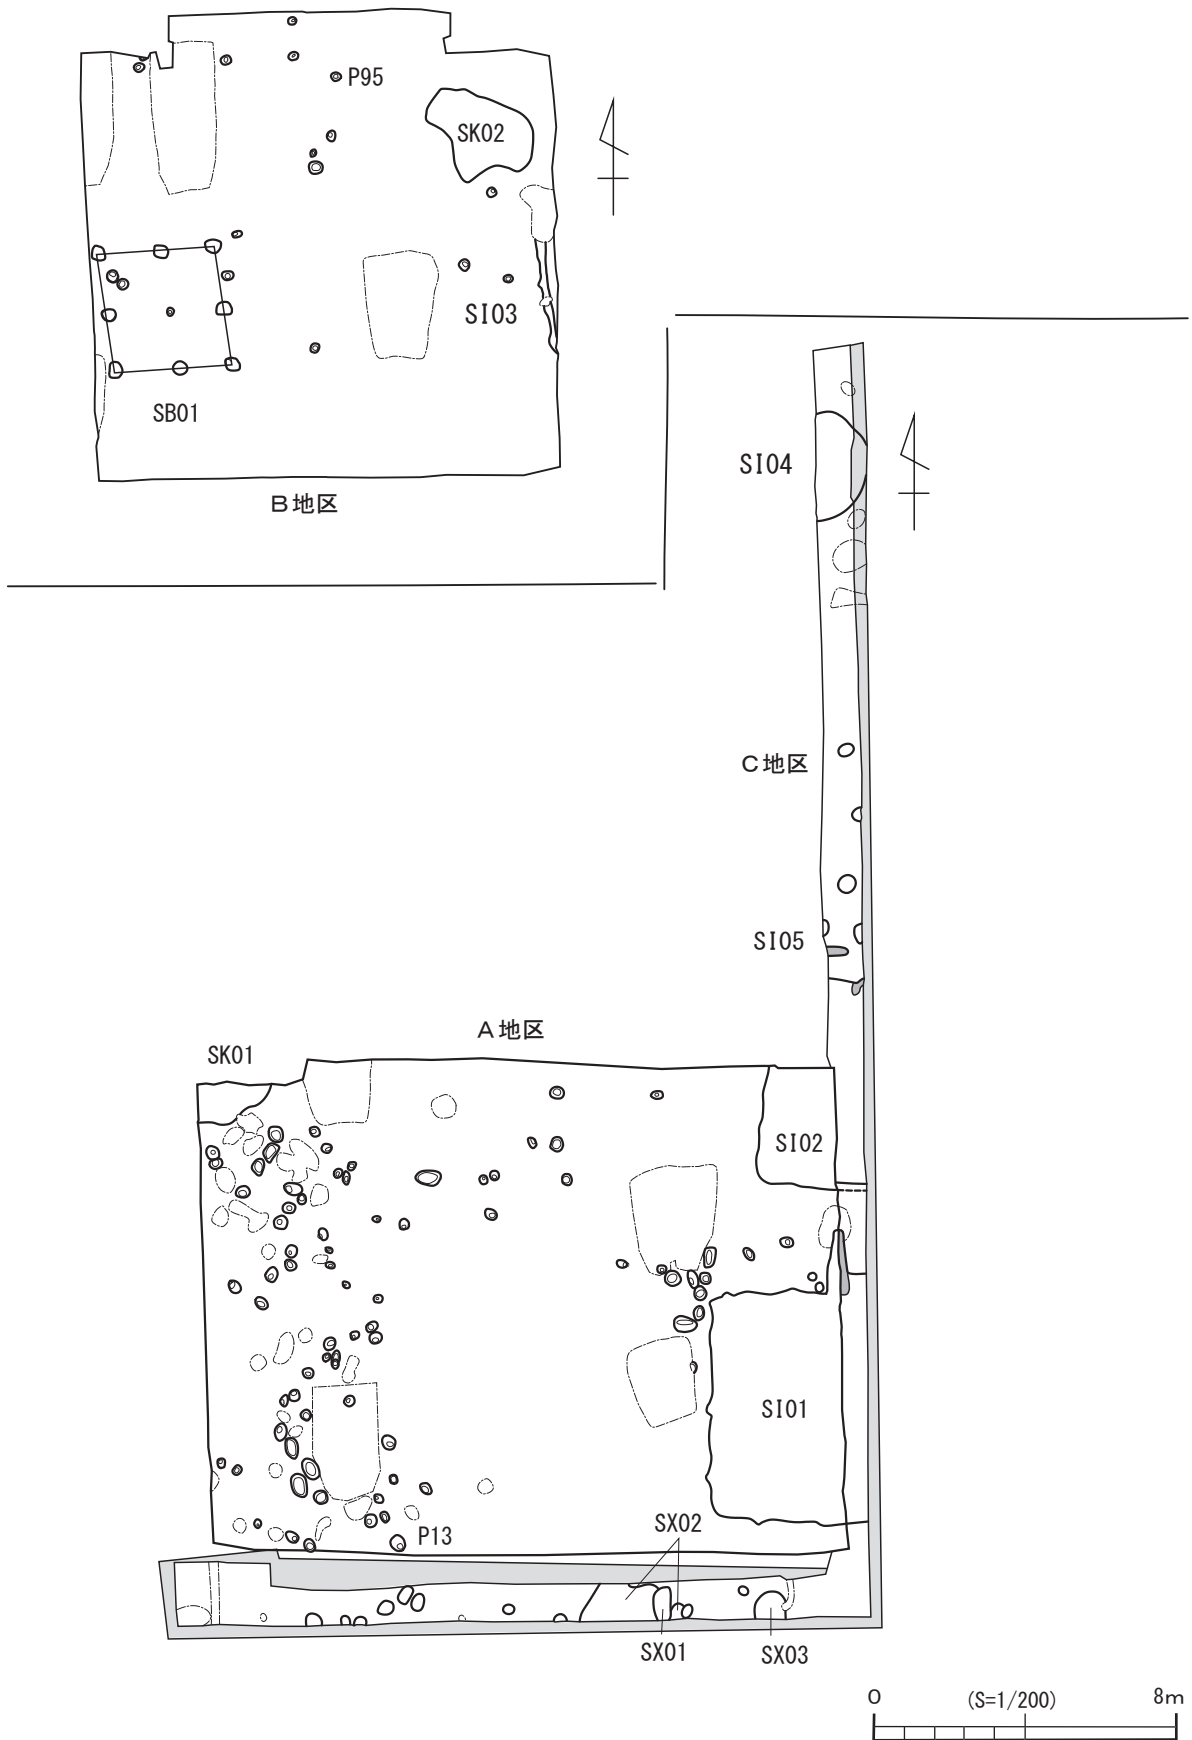 P95
SK02
SI03
SB01
B地区
SI04
C地区
SI05
A地区
SK01
SI02
SI01
SX02
P13
SX01
SX03
0 (S=1/200) 8m